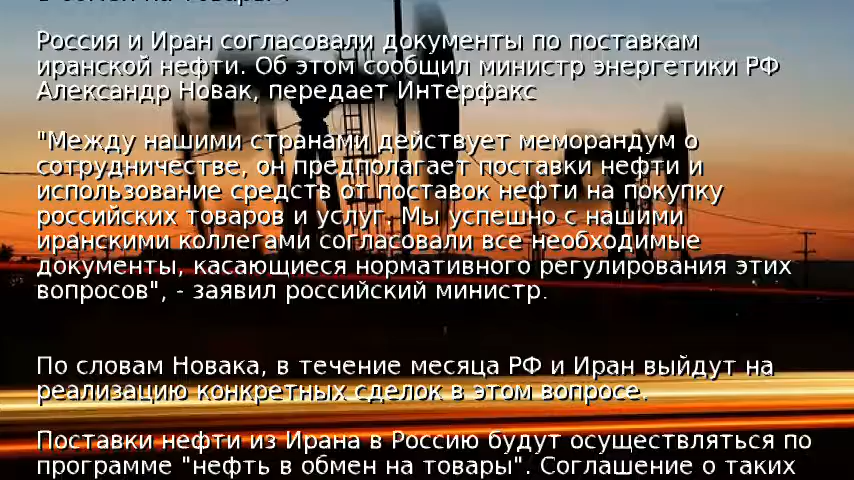 Россия и Иран согласовали документы по поставкам
иранской нефти. Об этом сообщил министр энергетики РФ
Александр Новак, передает Интерфакс
"Между нашими странами действует меморандум о
сотрудничестве, он предполагает поставки нефти и
использование средств от поставок нефти на покупку
российских товаров и услуг. Мы успешно с нашими
иранскими коллегами согласовали все необходимые
документы, касающиеся нормативного регулирования этих
вопросов", - заявил российский министр.
По словам Новака, в течение месяца РФ и Иран выйдут на
реализацию конкретных сделок в этом вопросе.
Поставки нефти из Ирана в Россию будут осуществляться по
программе "нефть в обмен на товары". Соглашение о таких